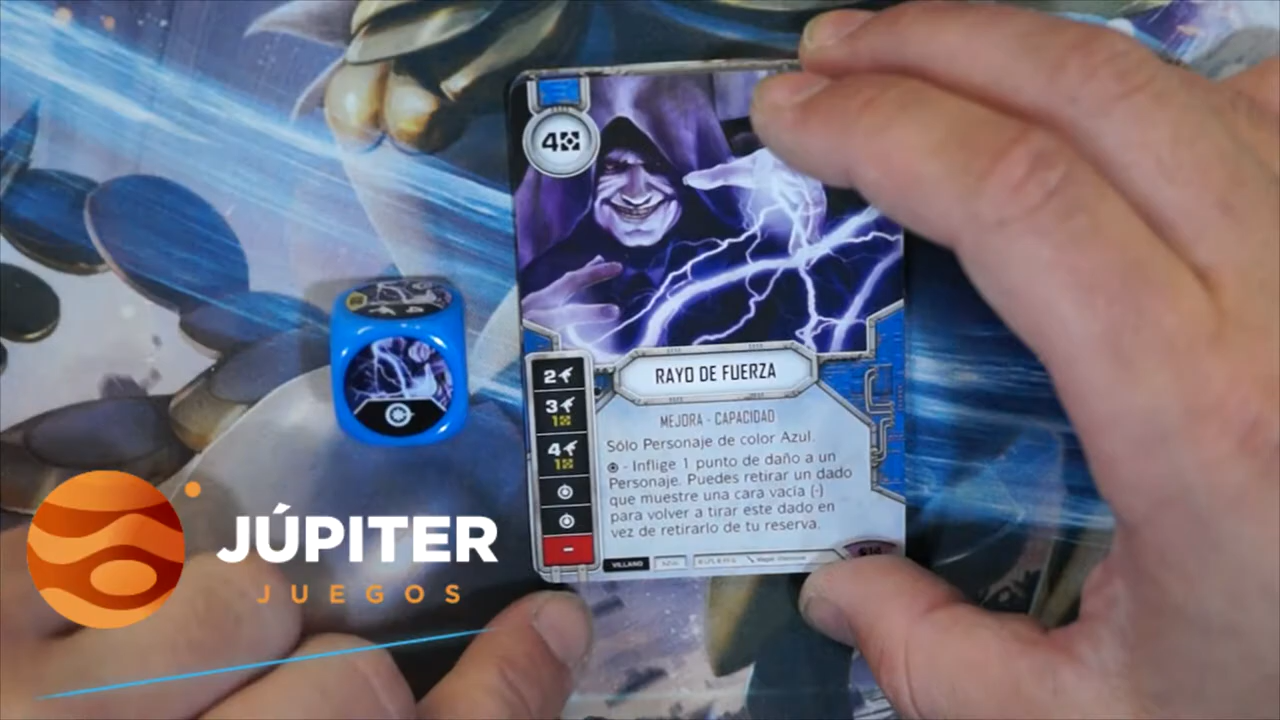 4
RAYO DE FUERZA
MEJORA - CAPACIDAD
Sólo Personaje de color Azul.
- Inflige 1 punto de daño a un
Personaje. Puedes retirar un dado
que muestre una cara vacía (-)
para volver a tirar este dado en
vez de retirarlo de tu reserva.
2
3
1
4
1
-
VILLANO
JÚPITER
JUEGOS